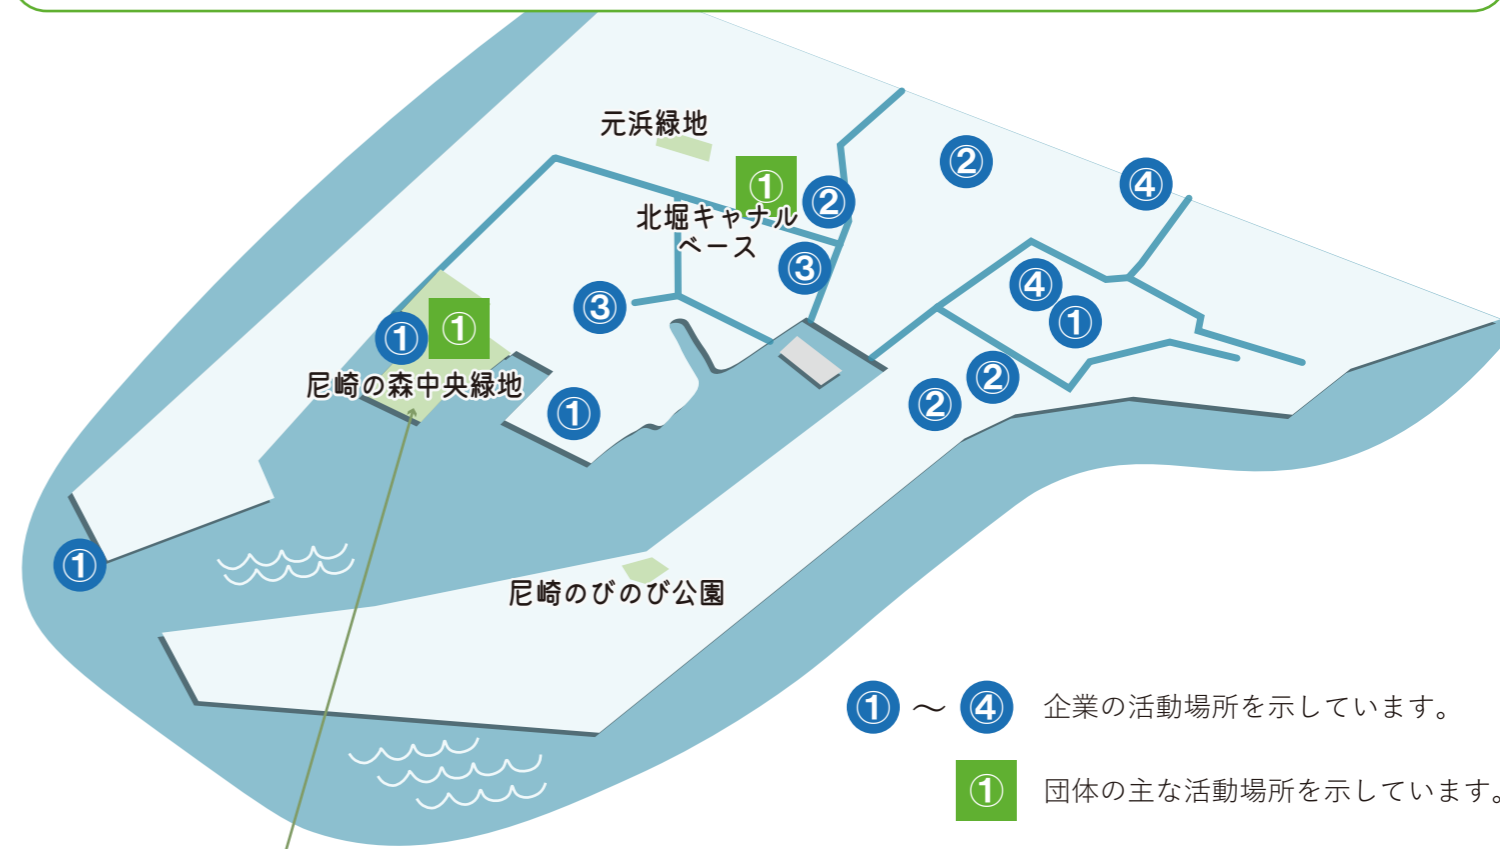 元浜緑地
①
②
②
④
北堀キャナル
ベース
③
③
④
①
①
①
尼崎の森中央緑地
①
②
②
①
尼崎のびのび公園
①～④ 企業の活動場所を示しています。
① 団体の主な活動場所を示しています。